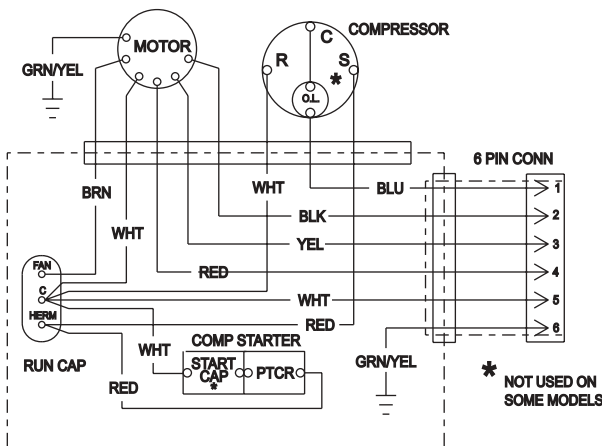 MOTOR
GRN/YEL
C
COMPRESSOR
R
S
*
O.L.
6 PIN CONN
BRN
WHT
BLU
1
BLK
2
WHT
YEL
3
FAN
RED
4
C
WHT
5
HERM
RED
6
COMP STARTER
WHT
RUN CAP
START
CAP
*
PTCR
GRN/YEL
RED
* NOT USED ON
SOME MODELS